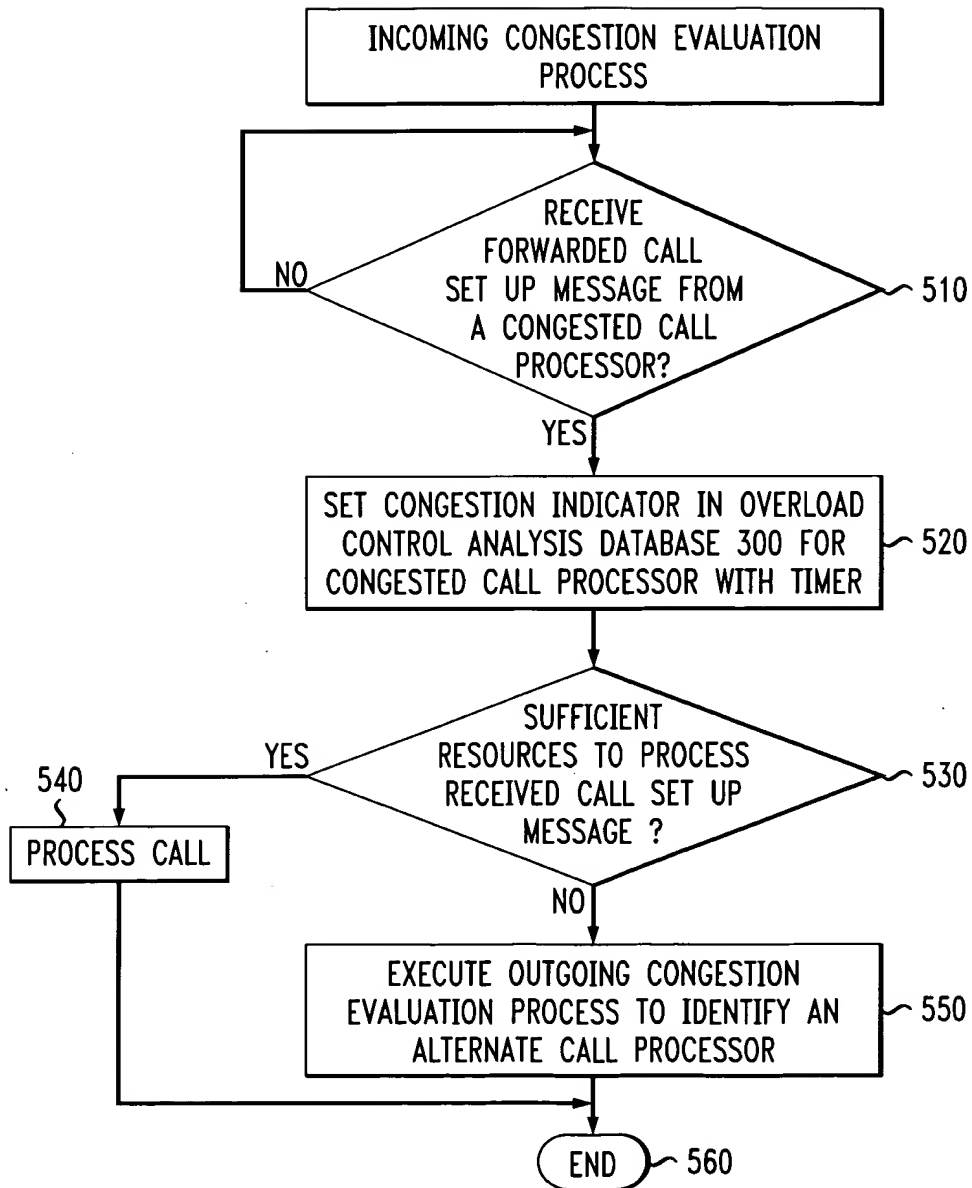 INCOMING CONGESTION EVALUATION
PROCESS
RECEIVE
FORWARDED CALL
SET UP MESSAGE FROM
A CONGESTED CALL
PROCESSOR?
NO
510
YES
SET CONGESTION INDICATOR IN OVERLOAD
CONTROL ANALYSIS DATABASE 300 FOR
CONGESTED CALL PROCESSOR WITH TIMER
520
SUFFICIENT
RESOURCES TO PROCESS
RECEIVED CALL SET UP
MESSAGE ?
YES
530
540
PROCESS CALL
NO
EXECUTE OUTGOING CONGESTION
EVALUATION PROCESS TO IDENTIFY AN
ALTERNATE CALL PROCESSOR
550
END
560